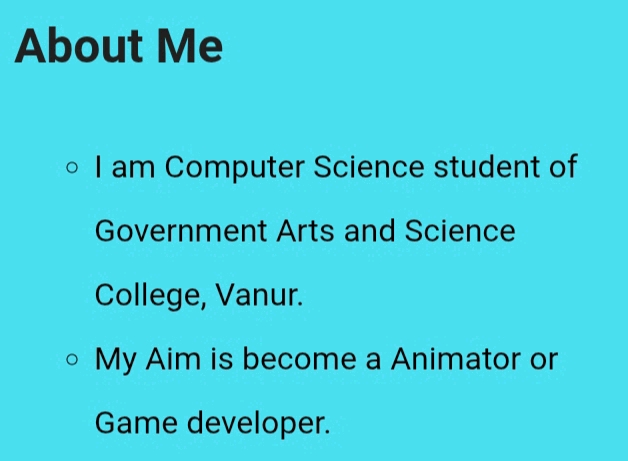 About Me
I am Computer Science student of
Government Arts and Science
College, Vanur.
My Aim is become a Animator or
Game developer.